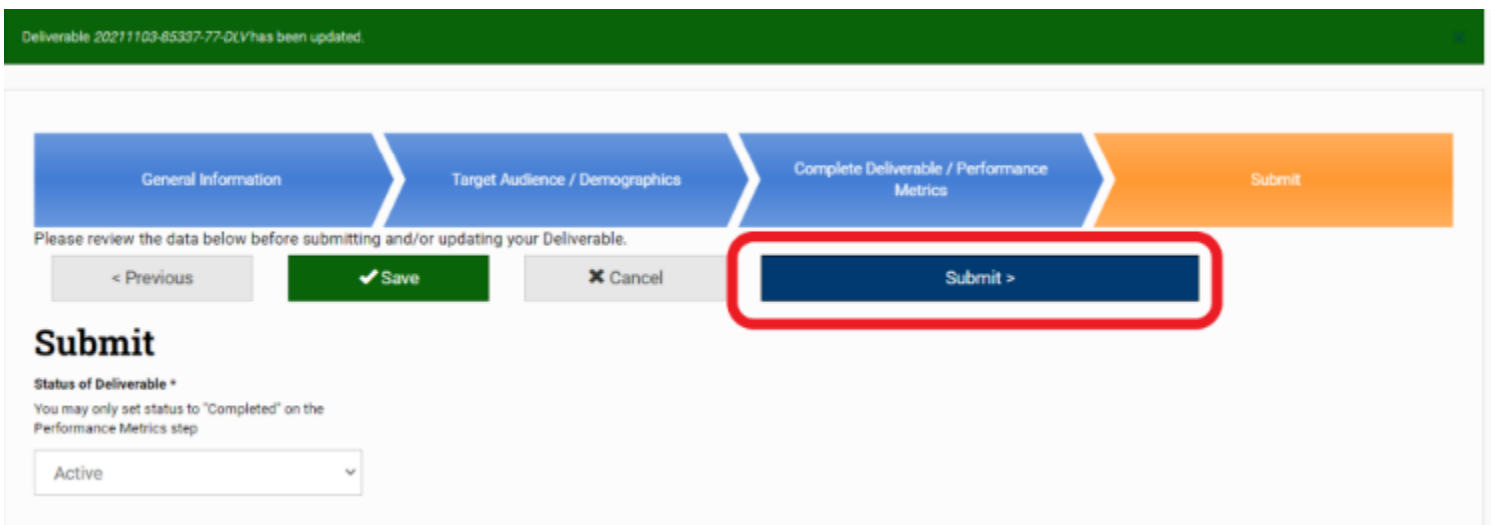 Deliverable 20211103-85337-77-DLV has been updated.
General Information
Target Audience / Demographics
Complete Deliverable / Performance
Metrics
Submit
Please review the data below before submitting and/or updating your Deliverable.
< Previous
✔Save
✖ Cancel
Submit >
Submit
Status of Deliverable *
You may only set status to "Completed" on the
Performance Metrics step
Active